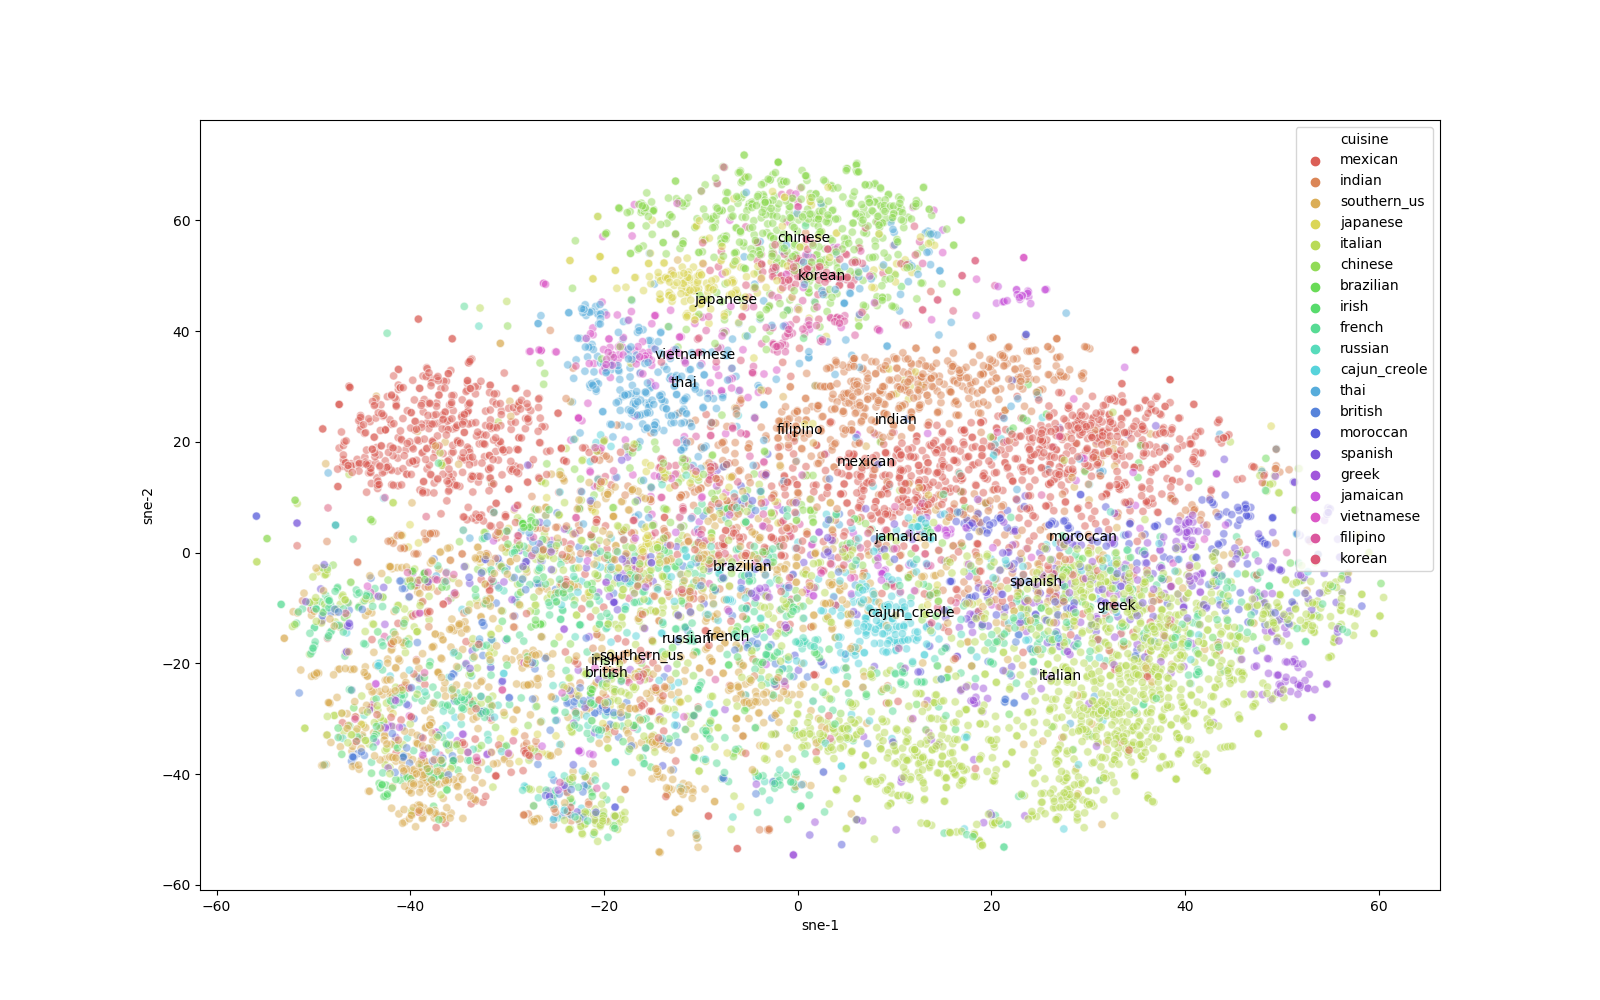 cuisine
mexican
indian
southern_us
japanese
italian
chinese
brazilian
irish
french
russian
cajun_creole
thai
british
moroccan
spanish
greek
jamaican
vietnamese
filipino
korean
60
40
20
0
−20
−40
−60
sne-2
chinese
korean
japanese
vietnamese
thai
indian
filipino
mexican
jamaican
moroccan
brazilian
spanish
greek
cajun_creole
russian
french
southern_us
irish
british
italian
−60
−40
−20
0
20
40
60
sne-1